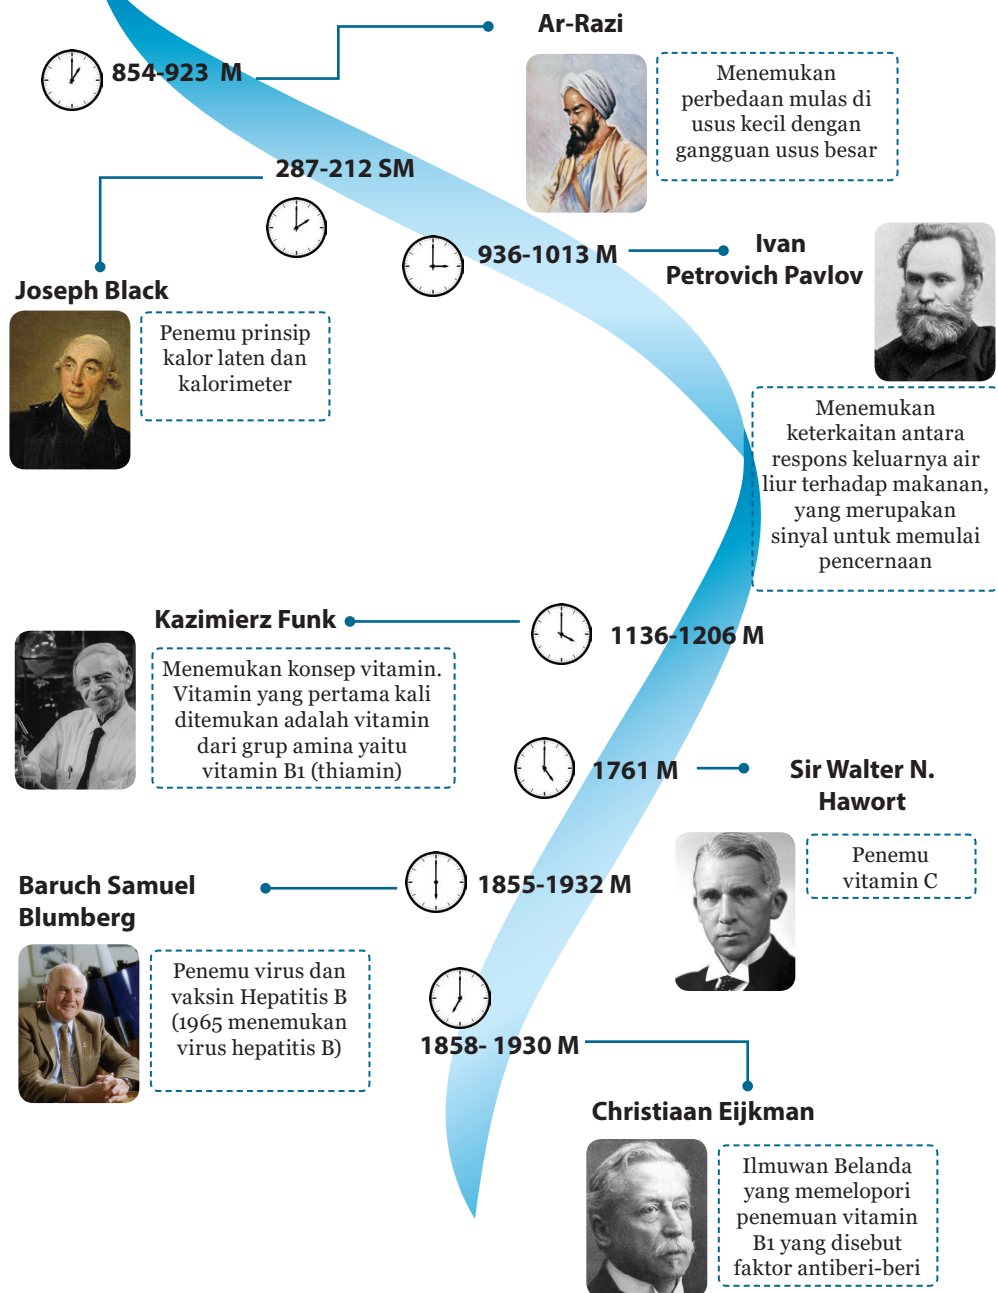 Ar-Razi
854-923 M
Menemukan
perbedaan mulas di
usus kecil dengan
gangguan usus besar
287-212 SM
Joseph Black
Penemu prinsip
kalor laten dan
kalorimeter
936-1013 M
Ivan
Petrovich Pavlov
Menemukan
keterkaitan antara
respons keluarnya air
liur terhadap makanan,
yang merupakan
sinyal untuk memulai
pencernaan
Kazimierz Funk
1136-1206 M
Menemukan konsep vitamin.
Vitamin yang pertama kali
ditemukan adalah vitamin
dari grup amina yaitu
vitamin B1 (thiamin)
1761 M
Sir Walter N.
Hawort
Penemu
vitamin C
Baruch Samuel
Blumberg
1855-1932 M
Penemu virus dan
vaksin Hepatitis B
(1965 menemukan
virus hepatitis B)
1858- 1930 M
Christiaan Eijkman
Ilmuwan Belanda
yang memelopori
penemuan vitamin
B1 yang disebut
faktor antiberi-beri